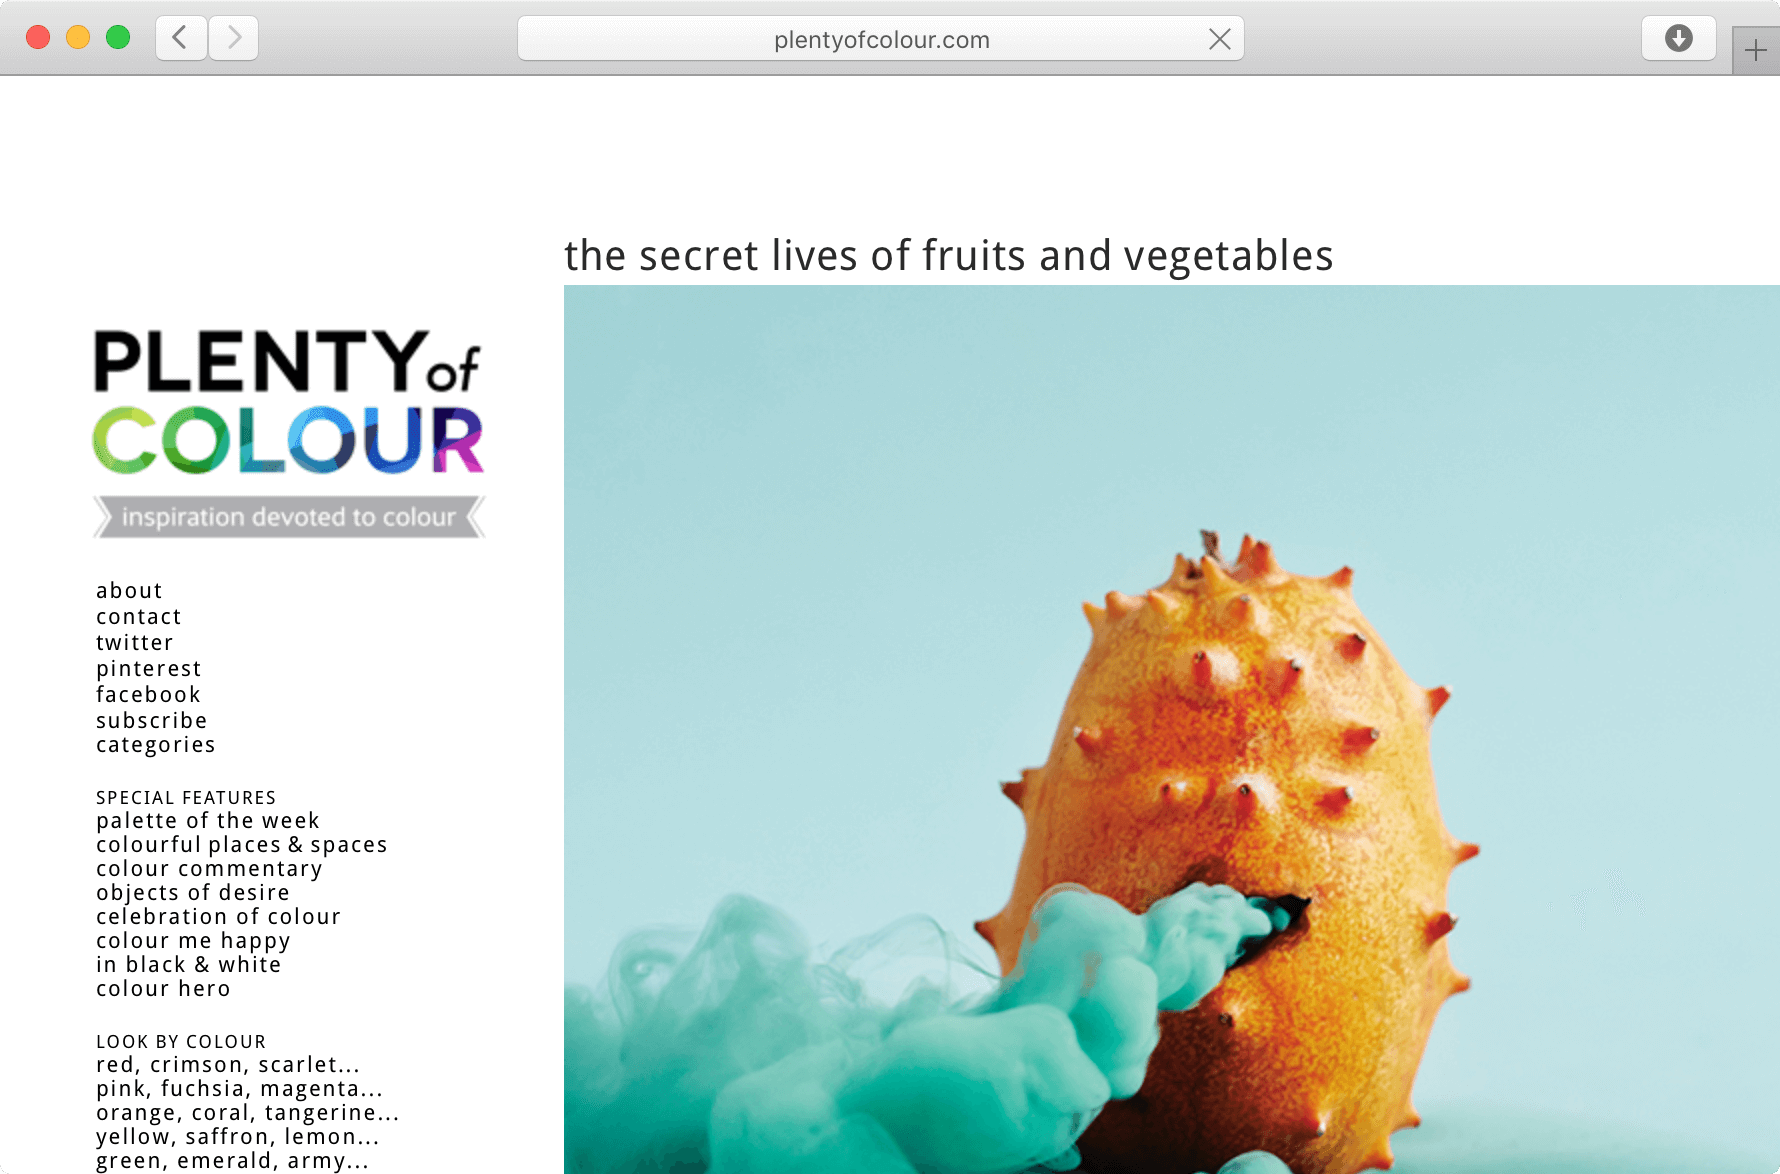 plentyofcolour.com
the secret lives of fruits and vegetables
PLENTY of
COLOUR
inspiration devoted to colour
about
contact
twitter
pinterest
facebook
subscribe
categories
SPECIAL FEATURES
palette of the week
colourful places & spaces
colour commentary
objects of desire
celebration of colour
colour me happy
in black & white
colour hero
LOOK BY COLOUR
red, crimson, scarlet...
pink, fuchsia, magenta...
orange, coral, tangerine...
yellow, saffron, lemon...
green, emerald, army...